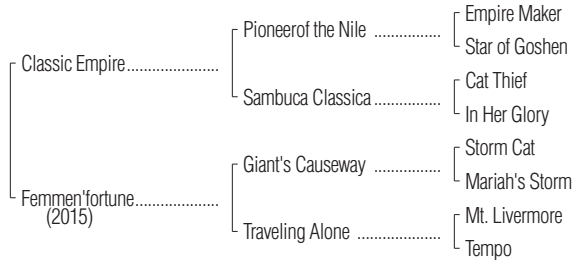 Empire Maker
Pioneerof the Nile ..................
Star of Goshen
Classic Empire.....................
Cat Thief
Sambuca Classica..................
In Her Glory
Storm Cat
Giant's Causeway ..................
Mariah's Storm
Femmen'fortune...................
(2015)
Mt. Livermore
Traveling Alone ...................
Tempo